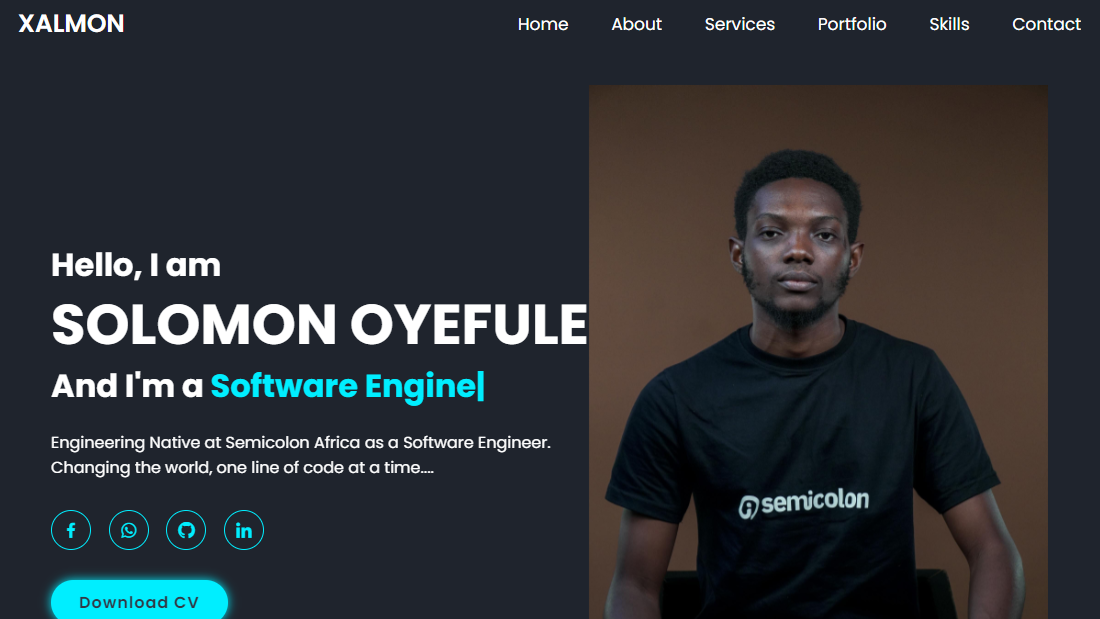 XALMON
Home About Services Portfolio Skills Contact
Hello, I am
SOLOMON OYEFULE
And I'm a Software Engine|
Engineering Native at Semicolon Africa as a Software Engineer.
Changing the world, one line of code at a time....
semicolon
Download CV